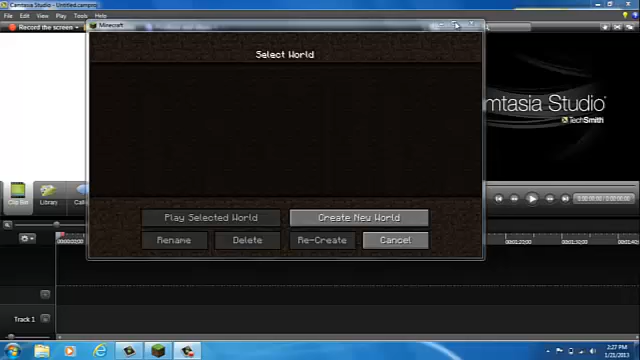 Camtasia Studio - Untitled.camproj
File Edit View Play Tools Help
Record the screen
Minecraft
Select World
Camtasia Studio
TechSmith
Clip Bin
Library
Play Selected World
Create New World
Rename
Delete
Re-Create
Cancel
Track 1
2:27 PM
1/21/2013